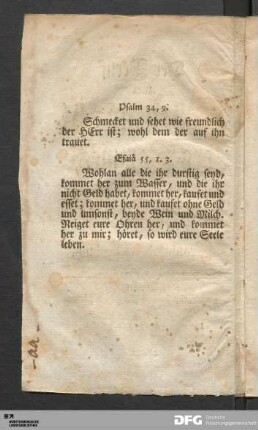 Psalm 34, 9.
Schmecket und sehet wie freundlich
der HErr ist; wohl dem der auf ihn
trauet.
Esaiä 55, 1. 3.
Wohlan alle die ihr durstig seyd,
kommet her zum Wasser, und die ihr
nicht Geld habet, kommet her, kaufet und
esset; kommet her, und kaufet ohne Geld
und umsonst, beyde Wein und Milch.
Neiget eure Ohren her, und kommet
her zu mir; höret, so wird eure Seele
leben.
DFG Deutsche
Forschungsgemeinschaft